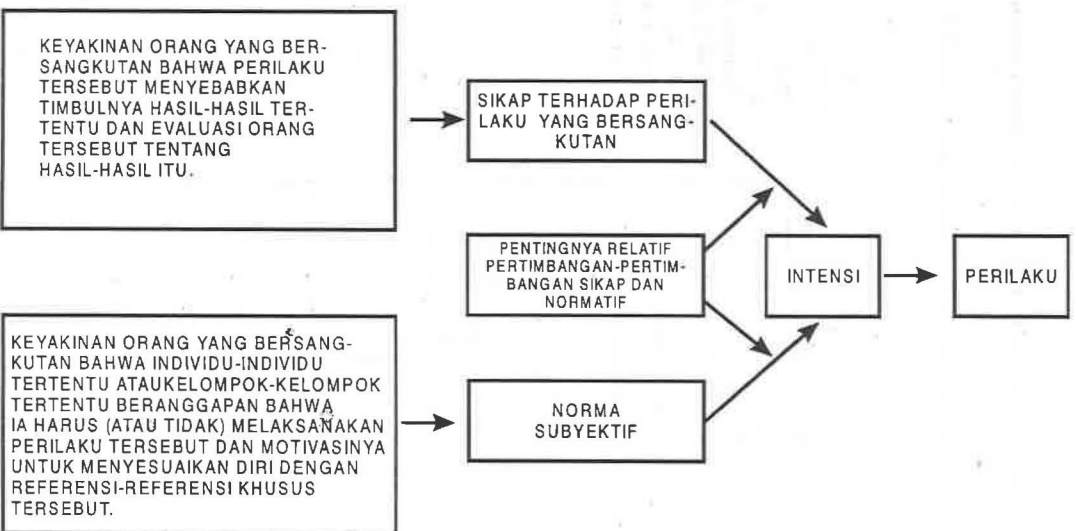 KEYAKINAN ORANG YANG BER-
SANGKUTAN BAHWA PERILAKU
TERSEBUT MENYEBABKAN
TIMBULNYA HASIL-HASIL TER-
TENTU DAN EVALUASI ORANG
TERSEBUT TENTANG
HASIL-HASIL ITU.
SIKAP TERHADAP PERI-
LAKU YANG BERSANG-
KUTAN
PENTINGNYA RELATIF
PERTIMBANGAN-PERTIM-
BANGAN SIKAP DAN
NORMATIF
INTENSI
PERILAKU
KEYAKINAN ORANG YANG BERSANG-
KUTAN BAHWA INDIVIDU-INDIVIDU
TERTENTU ATAUKELOMPOK-KELOMPOK
TERTENTU BERANGGAPAN BAHWA
IA HARUS (ATAU TIDAK) MELAKSANAKAN
PERILAKU TERSEBUT DAN MOTIVASINYA
UNTUK MENYESUAIKAN DIRI DENGAN
REFERENSI-REFERENSI KHUSUS
TERSEBUT.
NORMA
SUBYEKTIF